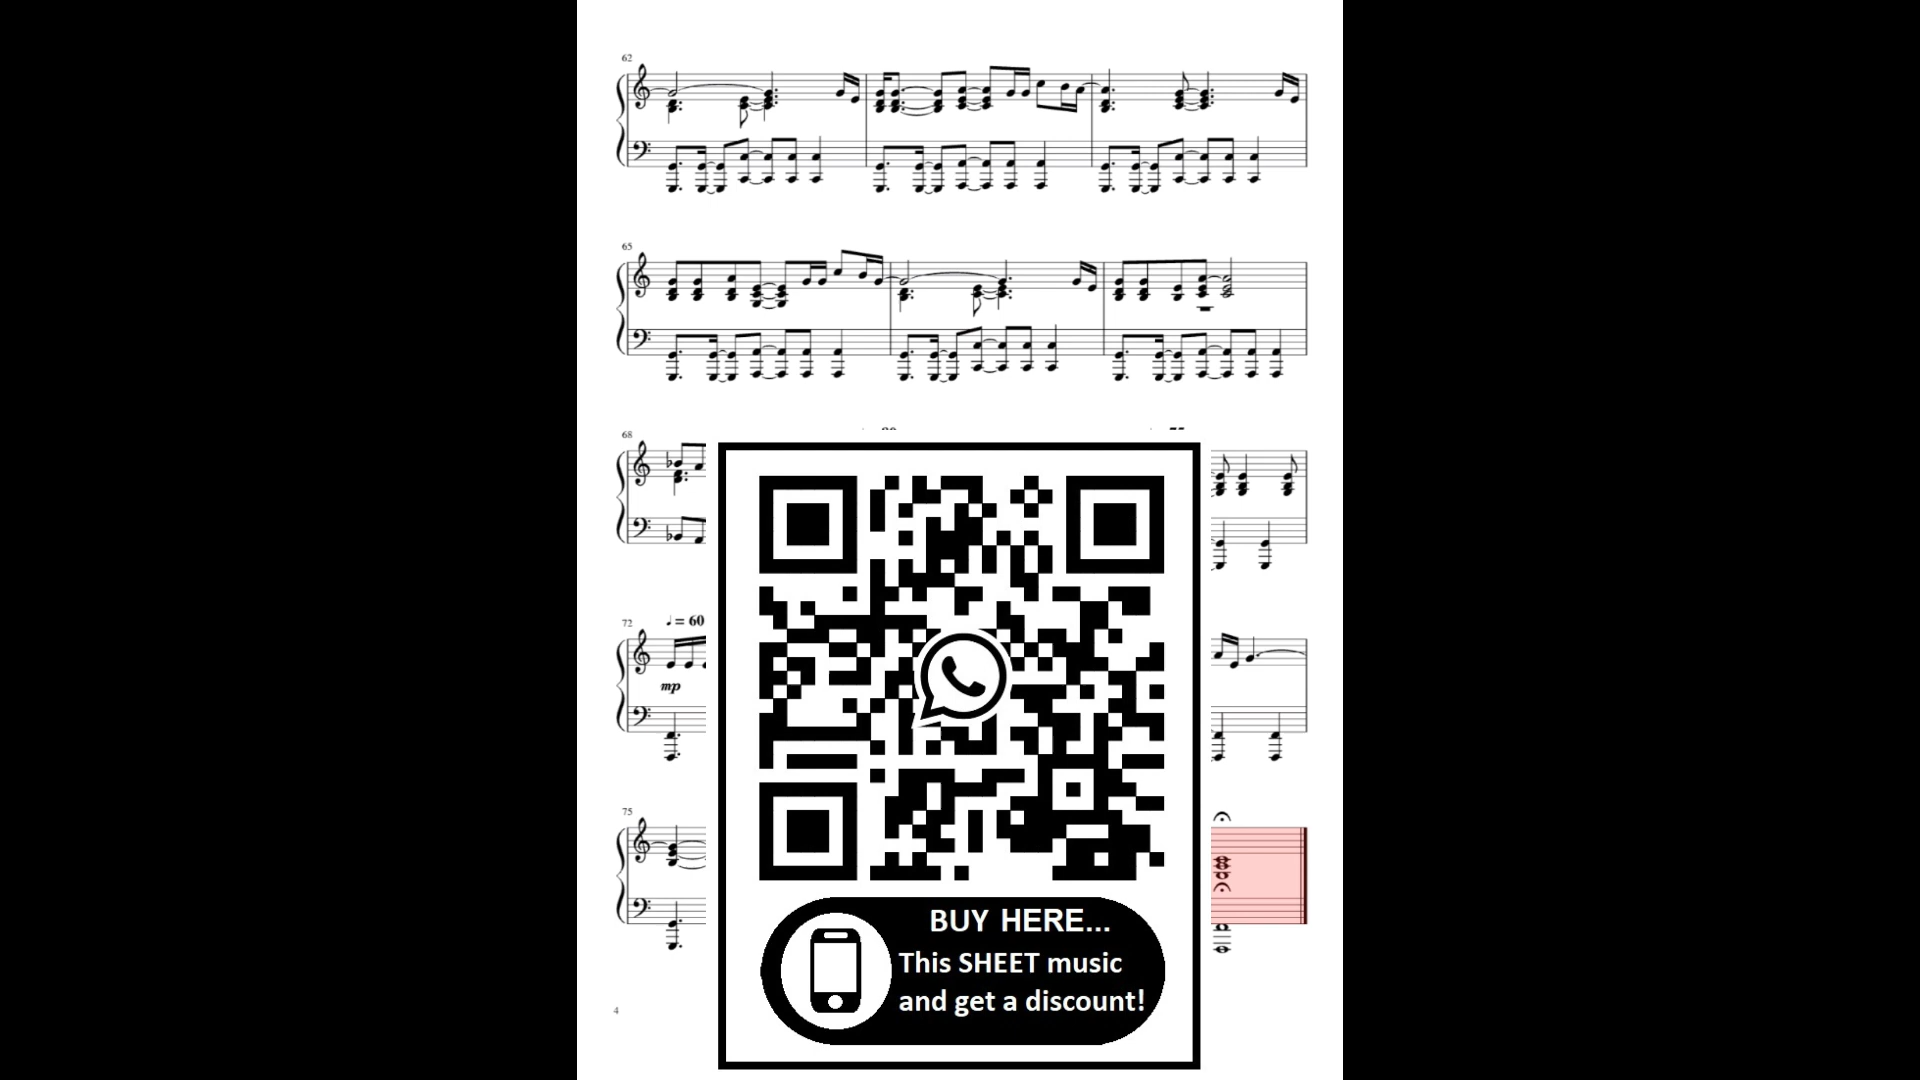 62
65
68
72
♩ = 60
mp
75
BUY HERE...
This SHEET music
and get a discount!
4